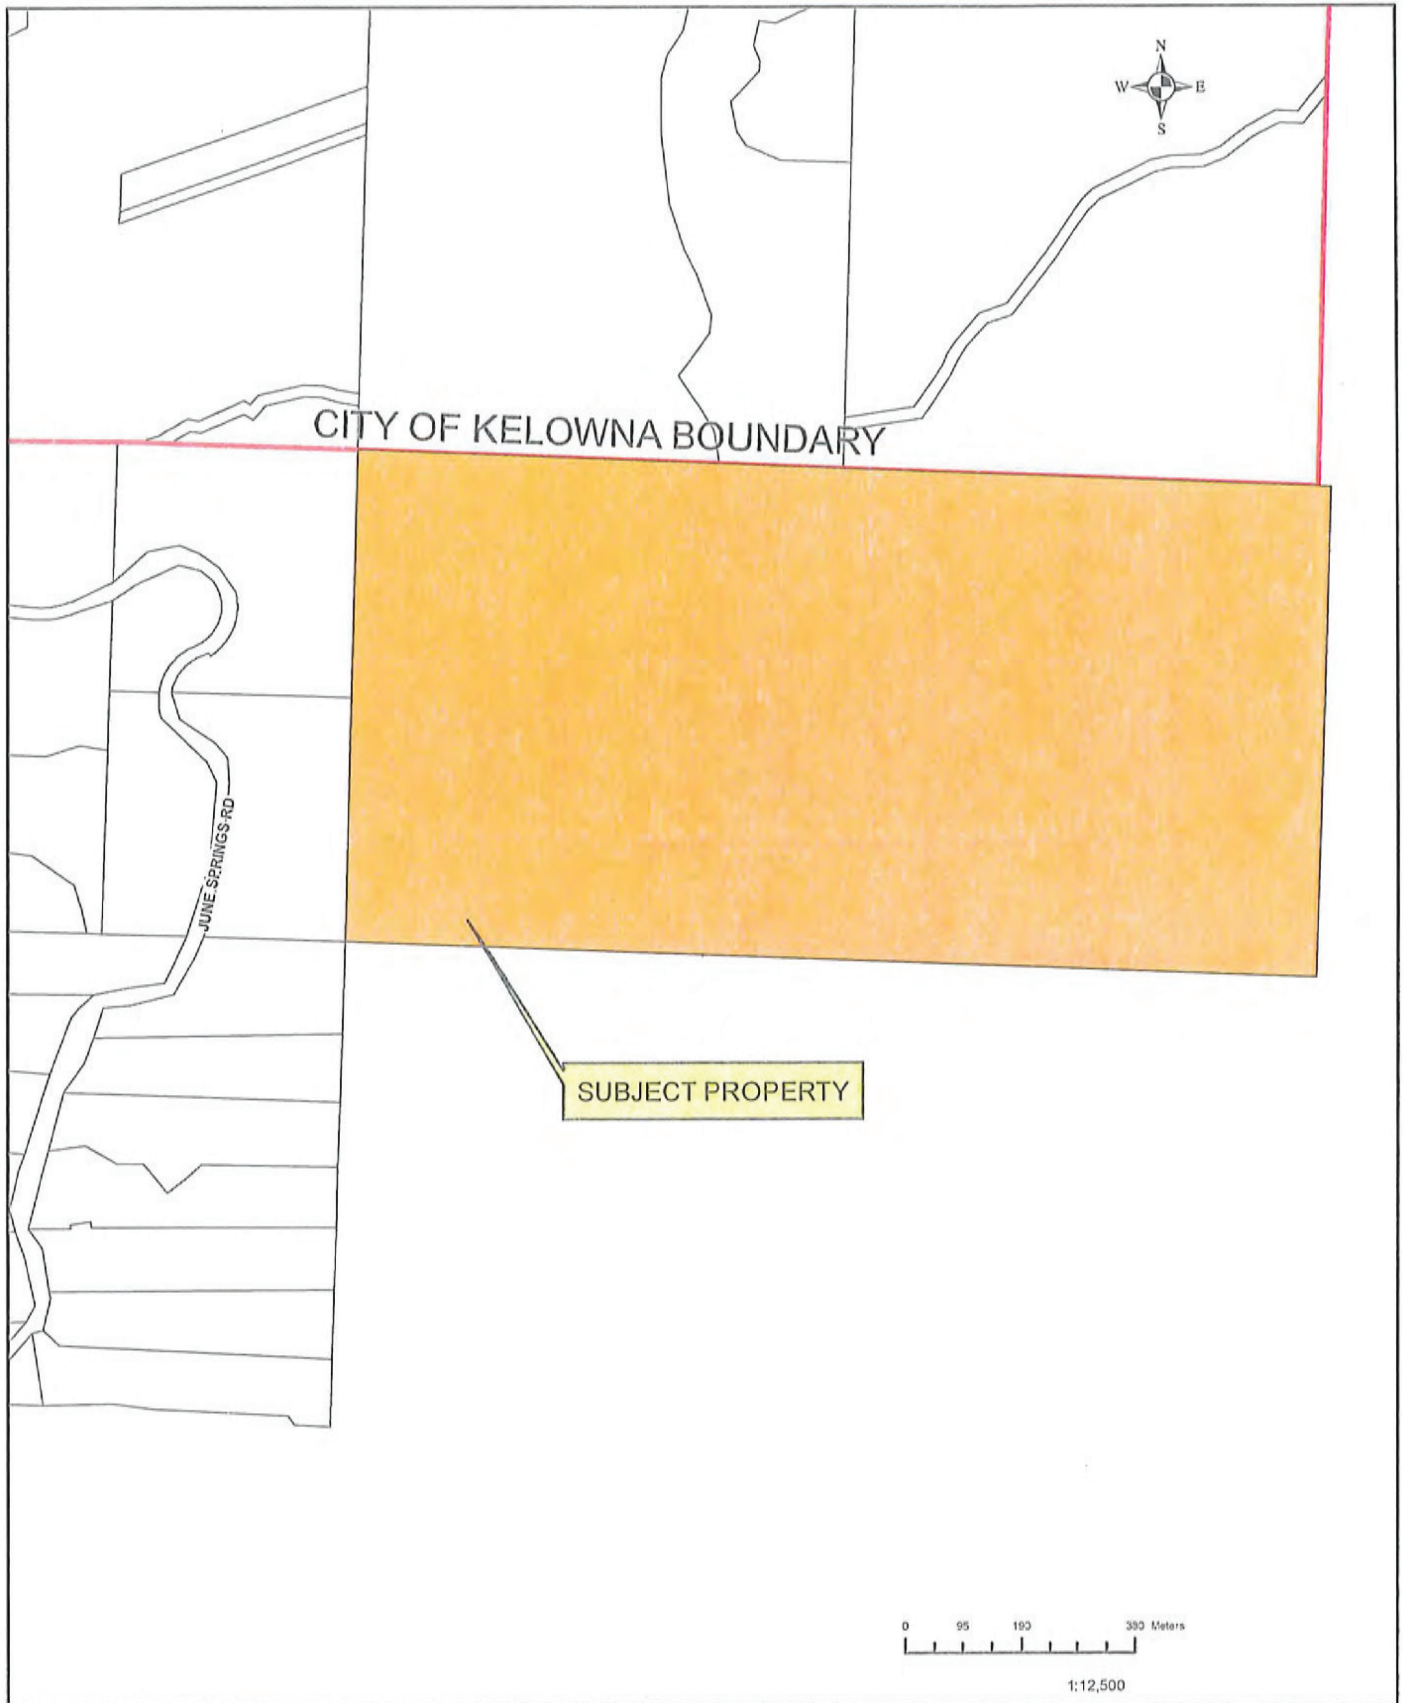 N
W E
S
CITY OF KELOWNA BOUNDARY
JUNE SPRINGS RD
SUBJECT PROPERTY
0 95 190 380 Meters
1:12,500